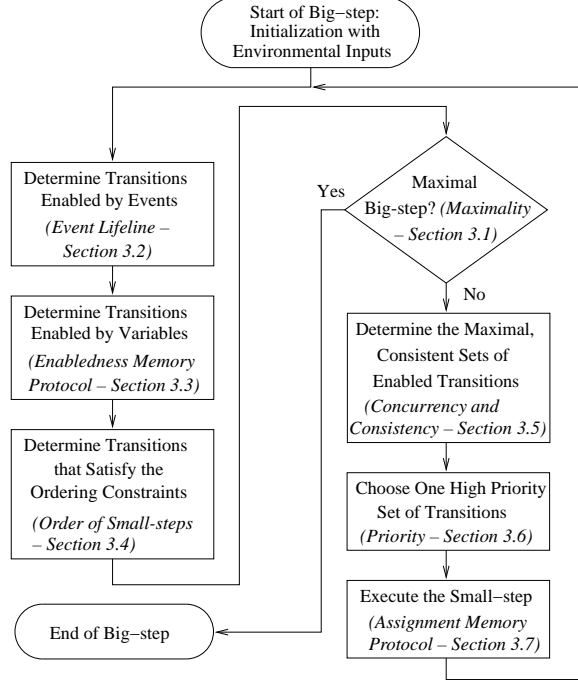 Start of Big−step:
Initialization with
Environmental Inputs
Determine Transitions
Enabled by Events
(Event Lifeline –
Section 3.2)
Determine Transitions
Enabled by Variables
(Enabledness Memory
Protocol – Section 3.3)
Determine Transitions
that Satisfy the
Ordering Constraints
(Order of Small-steps
– Section 3.4)
End of Big−step
Yes
Maximal
Big-step? (Maximality
– Section 3.1)
No
Determine the Maximal,
Consistent Sets of
Enabled Transitions
(Concurrency and
Consistency – Section 3.5)
Choose One High Priority
Set of Transitions
(Priority – Section 3.6)
Execute the Small−step
(Assignment Memory
Protocol – Section 3.7)